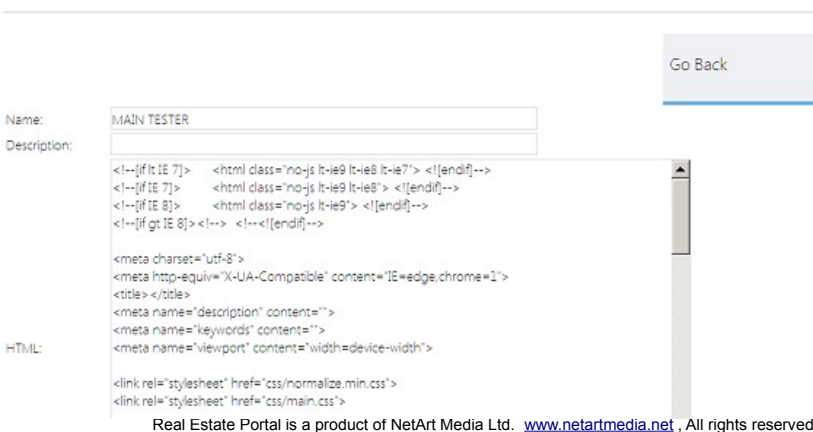 Go Back
Name: MAIN TESTER
Description:
<!--[if lt IE 7]> <html class="no-js lt-ie9 lt-ie8 lt-ie7"> <![endif]-->
<!--[if IE 7]> <html class="no-js lt-ie9 lt-ie8"> <![endif]-->
<!--[if IE 8]> <html class="no-js lt-ie9"> <![endif]-->
<!--[if gt IE 8]><!--> <!--<![endif]-->
<meta charset="utf-8">
<meta http-equiv="X-UA-Compatible" content="IE=edge,chrome=1">
<title></title>
<meta name="description" content="">
<meta name="keywords" content="">
HTML: <meta name="viewport" content="width=device-width">
<link rel="stylesheet" href="css/normalize.min.css">
<link rel="stylesheet" href="css/main.css">
Real Estate Portal is a product of NetArt Media Ltd. www.netartmedia.net , All rights reserved